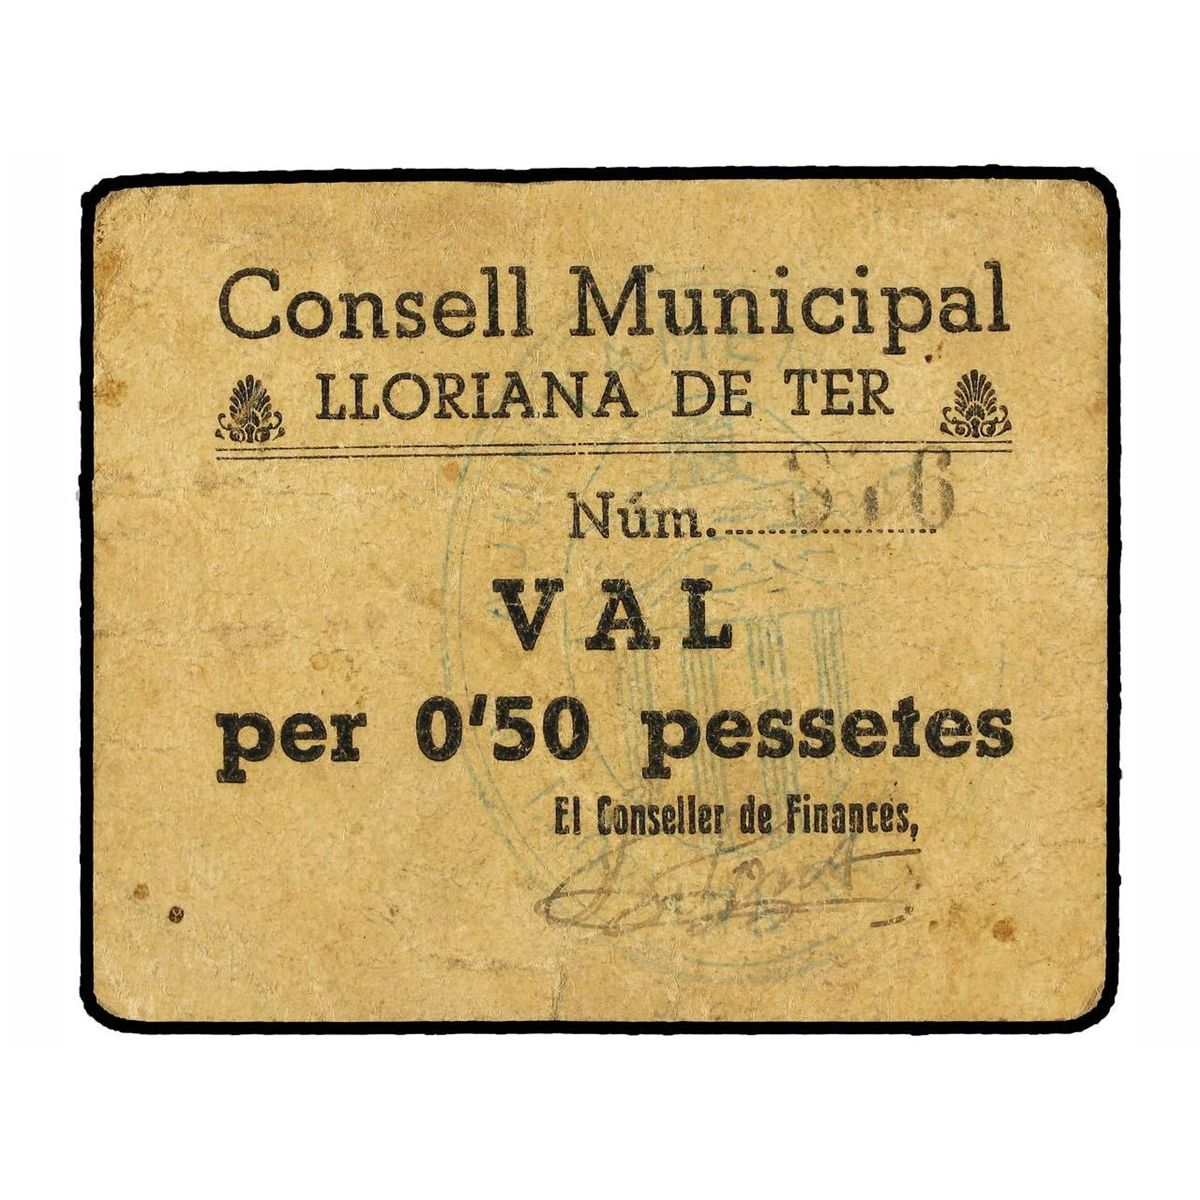 Consell Municipal
LLORIANA DE TER
Núm.
VAL
per 0'50 pessetes
El Conseller de Finances,